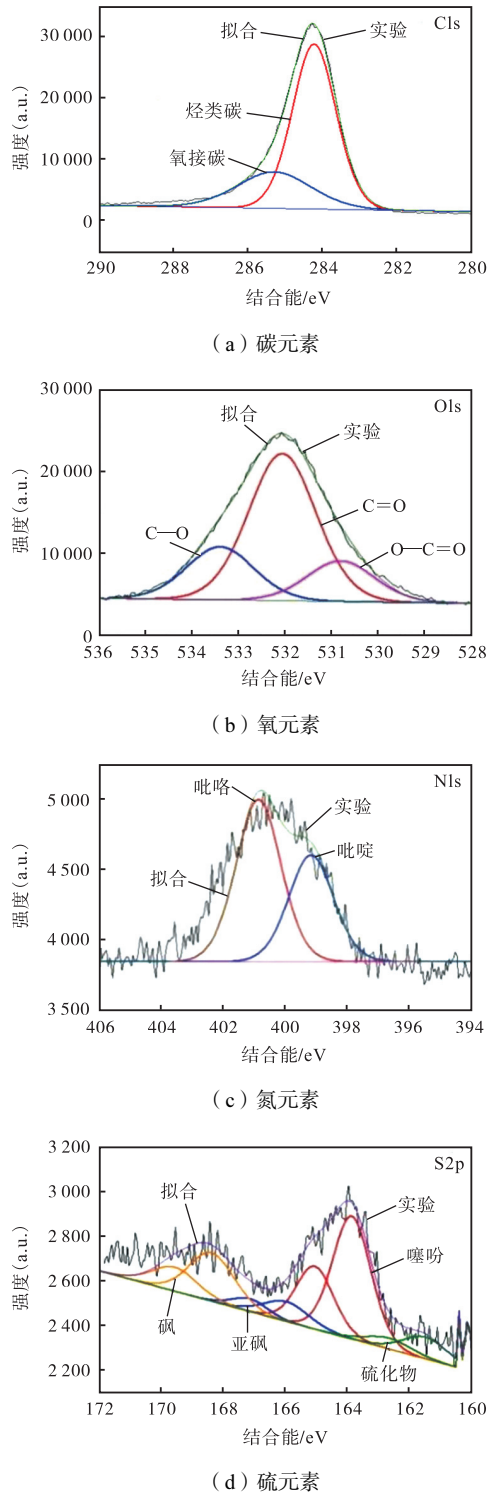 C1s
拟合
实验
烃类碳
氧接碳
强度(a.u.)
30 000
20 000
10 000
0
290 288 286 284 282 280
结合能/eV
(a) 碳元素
O1s
拟合
实验
C=O
C—O
O—C=O
强度(a.u.)
30 000
20 000
10 000
0
536 535 534 533 532 531 530 529 528
结合能/eV
(b) 氧元素
N1s
吡咯
实验
吡啶
拟合
强度(a.u.)
5 000
4 500
4 000
3 500
406 404 402 400 398 396 394
结合能/eV
(c) 氮元素
S2p
拟合
实验
噻吩
砜
亚砜
硫化物
强度(a.u.)
3 200
3 000
2 800
2 600
2 400
2 200
172 170 168 166 164 162 160
结合能/eV
(d) 硫元素